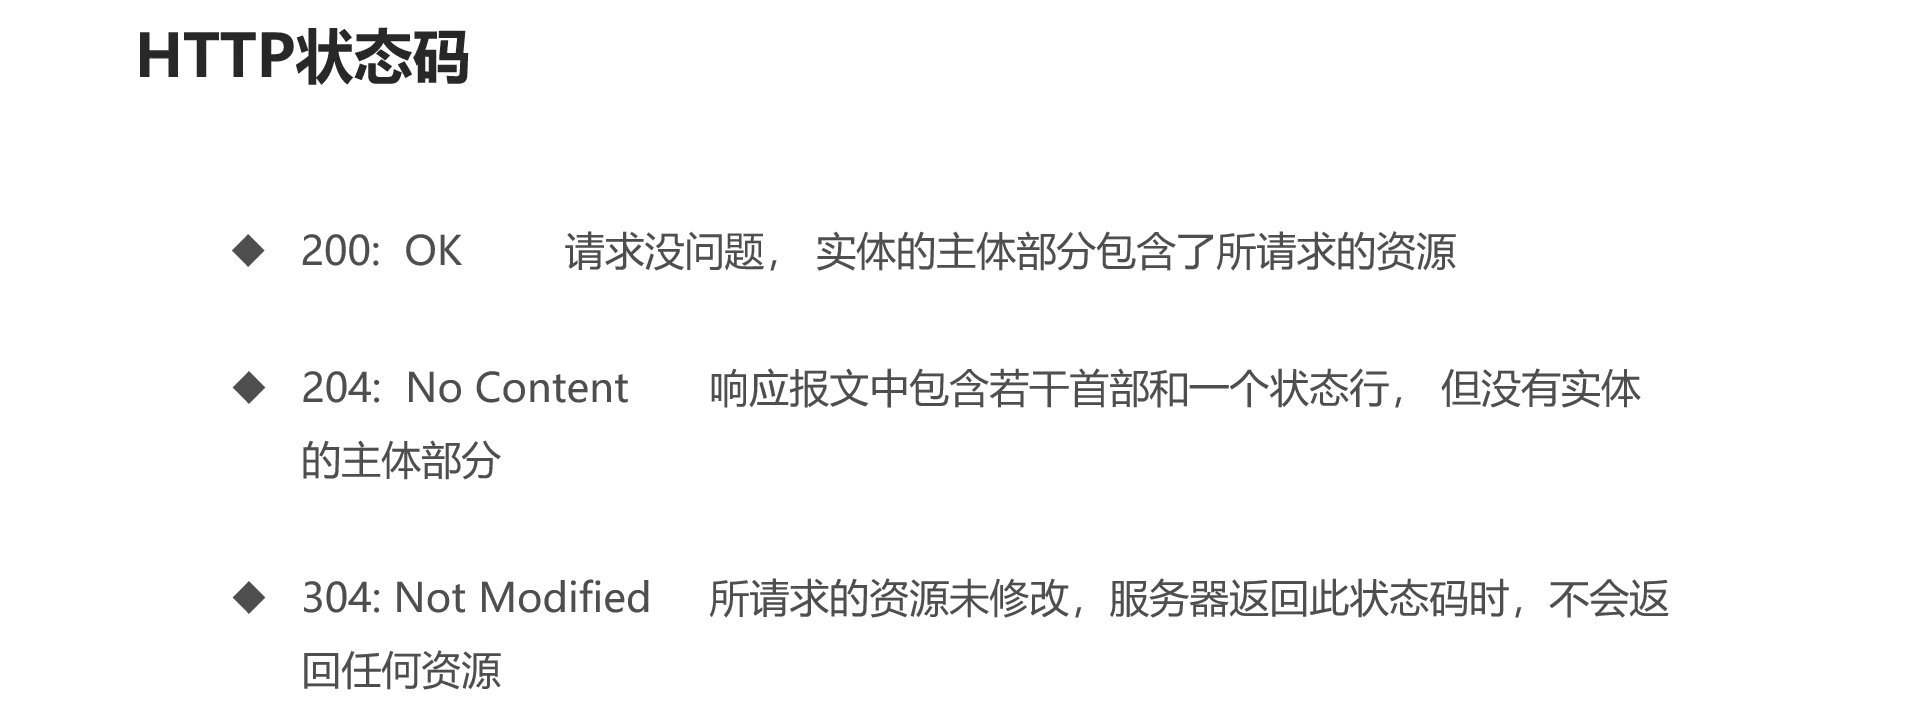 HTTP状态码
◆ 200: OK 请求没问题， 实体的主体部分包含了所请求的资源
◆ 204: No Content 响应报文中包含若干首部和一个状态行， 但没有实体
的主体部分
◆ 304: Not Modified 所请求的资源未修改，服务器返回此状态码时，不会返
回任何资源